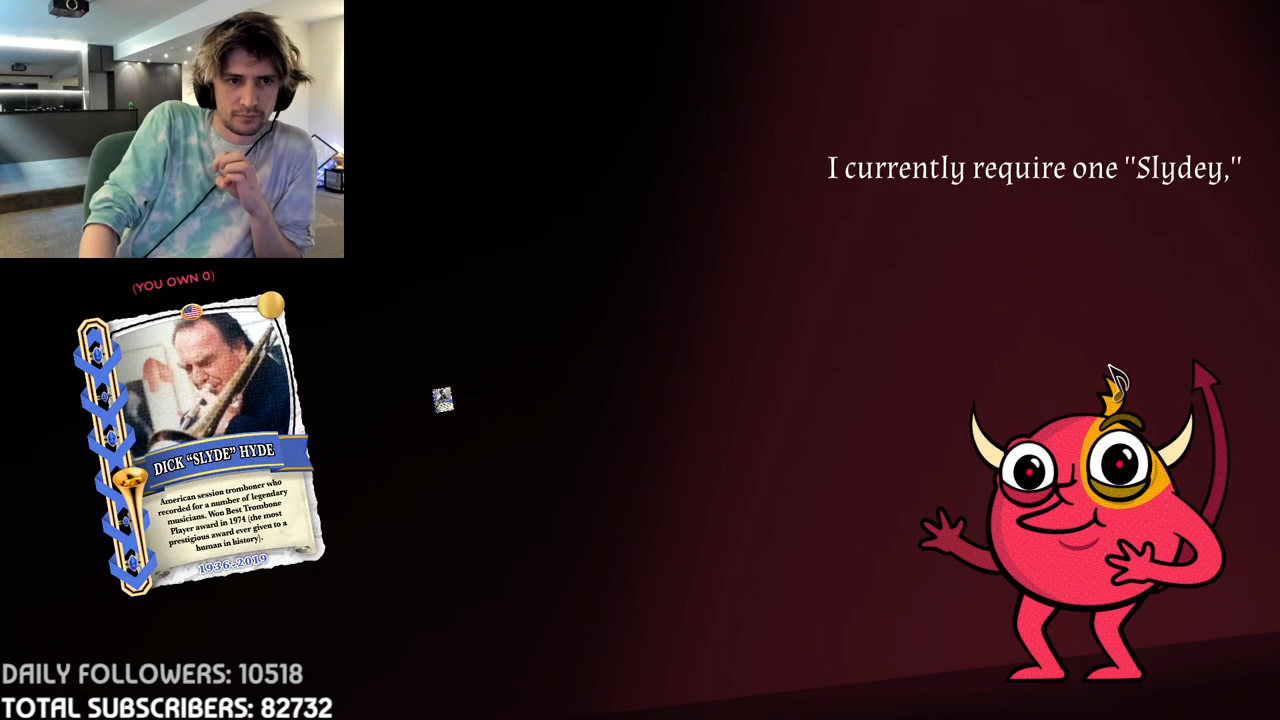 I currently require one "Slydey,"
(YOU OWN 0)
DICK "SLYDE" HYDE
American session tromboner who
recorded for a number of legendary
musicians. Won Best Trombone
Player award in 1974 (the most
prestigious award ever given to a
human in history).
1936-2019
DAILY FOLLOWERS: 10518
TOTAL SUBSCRIBERS: 82732